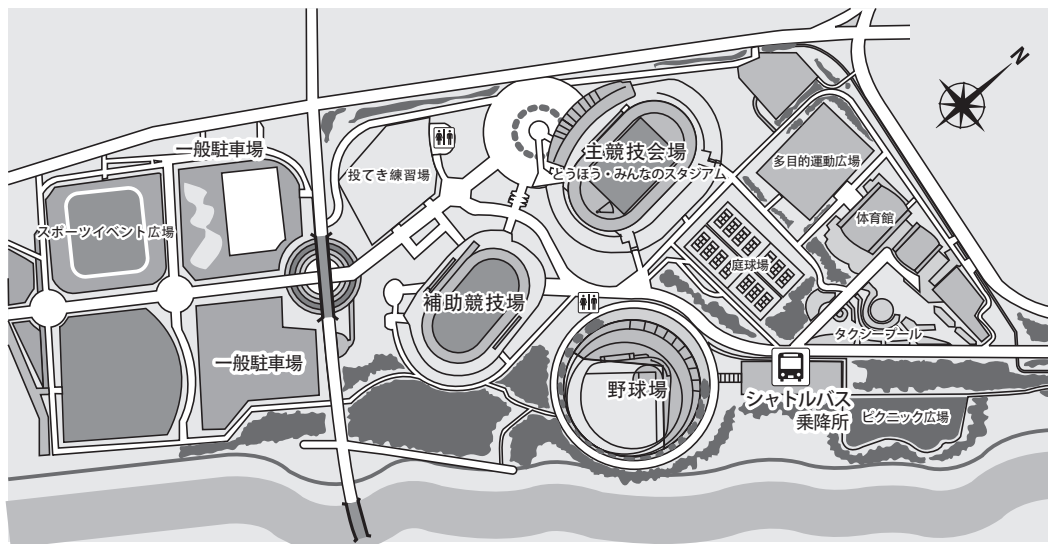 N
一般駐車場
投てき練習場
主競技会場
とうほう・みんなのスタジアム
多目的運動広場
体育館
スポーツイベント広場
庭球場
補助競技場
タクシープール
一般駐車場
野球場
シャトルバス
乗降所
ピクニック広場